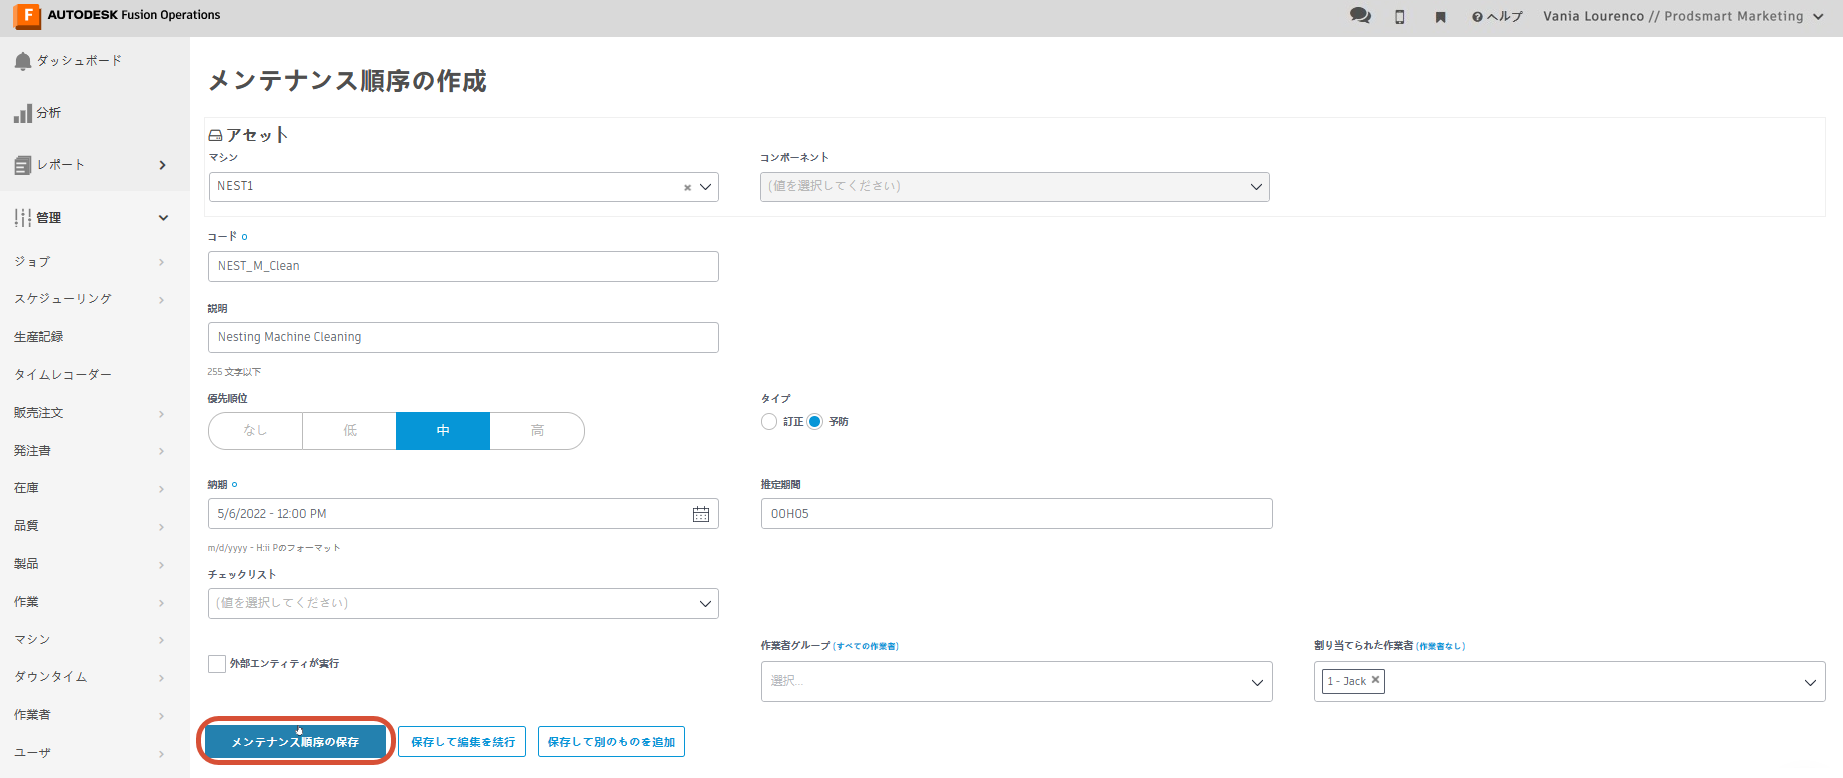 F AUTODESK Fusion Operations
ヘルプ
Vania Lourenco // Prodsmart Marketing
ダッシュボード
分析
レポート
管理
ジョブ
スケジューリング
生産記録
タイムレコーダー
販売注文
発注書
在庫
品質
製品
作業
マシン
ダウンタイム
作業者
ユーザ
メンテナンス順序の作成
アセット
マシン
コンポーネント
NEST1
(値を選択してください)
コード
NEST_M_Clean
説明
Nesting Machine Cleaning
255 文字以下
優先順位
タイプ
なし 低 中 高
訂正 予防
納期
推定期間
5/6/2022 - 12:00 PM
00H05
m/d/yyyy - H:ii Pのフォーマット
チェックリスト
(値を選択してください)
外部エンティティが実行
作業者グループ (すべての作業者)
割り当てられた作業者 (作業者なし)
選択...
1 - Jack
メンテナンス順序の保存
保存して編集を続行
保存して別のものを追加